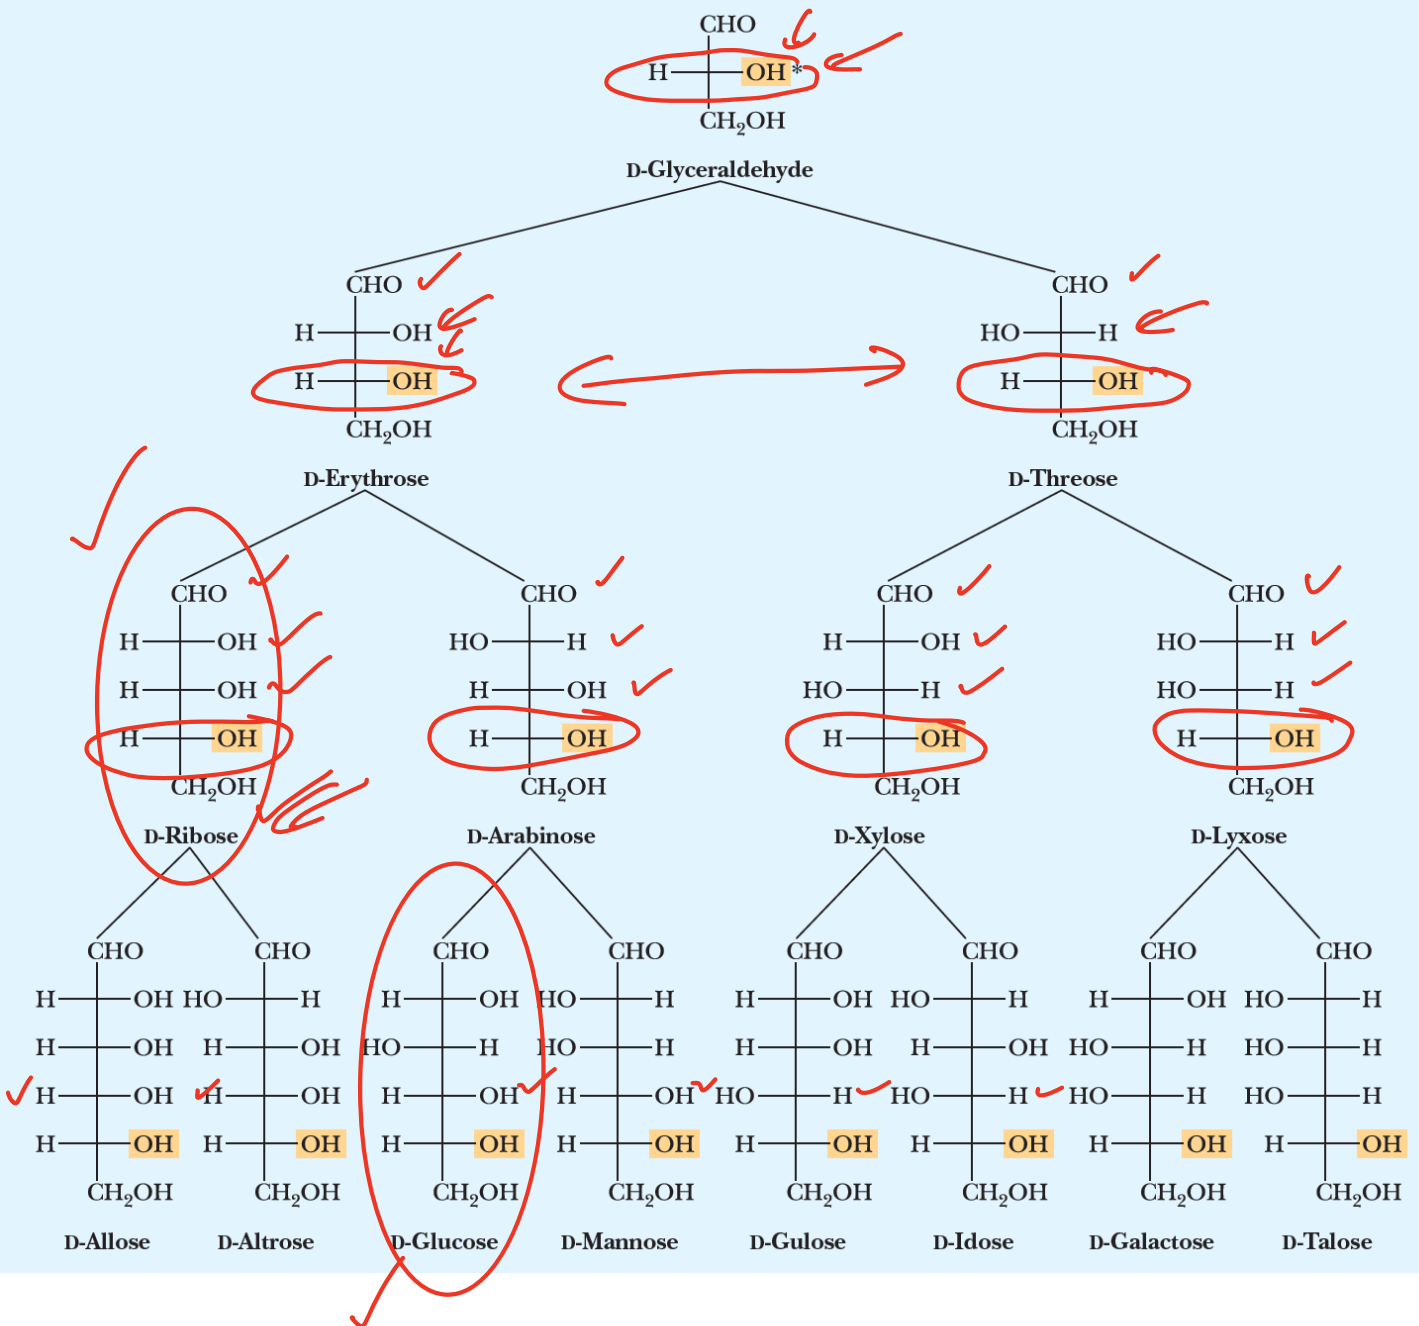 CHO
H OH*
CH₂OH
D-Glyceraldehyde
CHO CHO
H OH HO H
H OH H OH
CH₂OH CH₂OH
D-Erythrose D-Threose
CHO CHO CHO CHO
H OH HO H H OH HO H
H OH H OH HO H HO H
H OH H OH H OH H OH
CH₂OH CH₂OH CH₂OH CH₂OH
D-Ribose D-Arabinose D-Xylose D-Lyxose
CHO CHO CHO CHO CHO CHO CHO CHO
H OH HO H H OH HO H H OH HO H H OH HO H
H OH H OH HO H HO H H OH H OH HO H HO H
H OH H OH H OH H OH HO H HO H HO H HO H
H OH H OH H OH H OH H OH H OH H OH H OH
CH₂OH CH₂OH CH₂OH CH₂OH CH₂OH CH₂OH CH₂OH CH₂OH
D-Allose D-Altrose D-Glucose D-Mannose D-Gulose D-Idose D-Galactose D-Talose